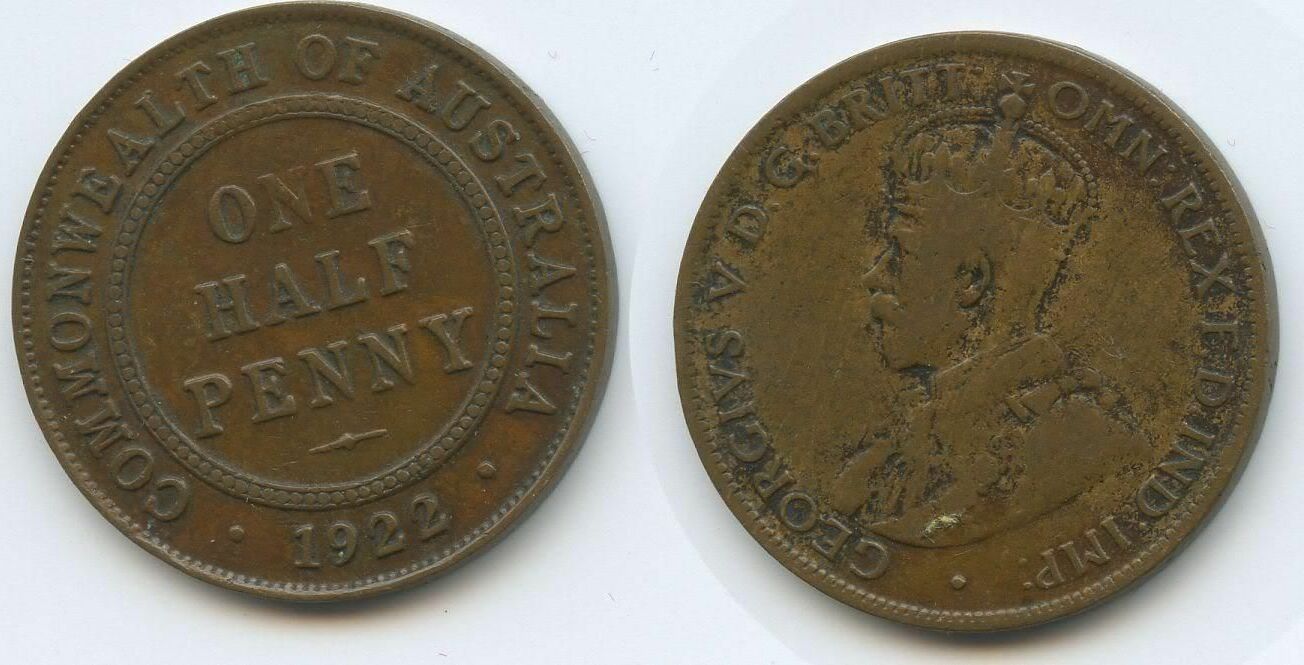 COMMONWEALTH OF AUSTRALIA
ONE
HALF
PENNY
· 1922 ·
GEORGIVS V D. G. BRITT: OMN: REX F.D IND: IMP: